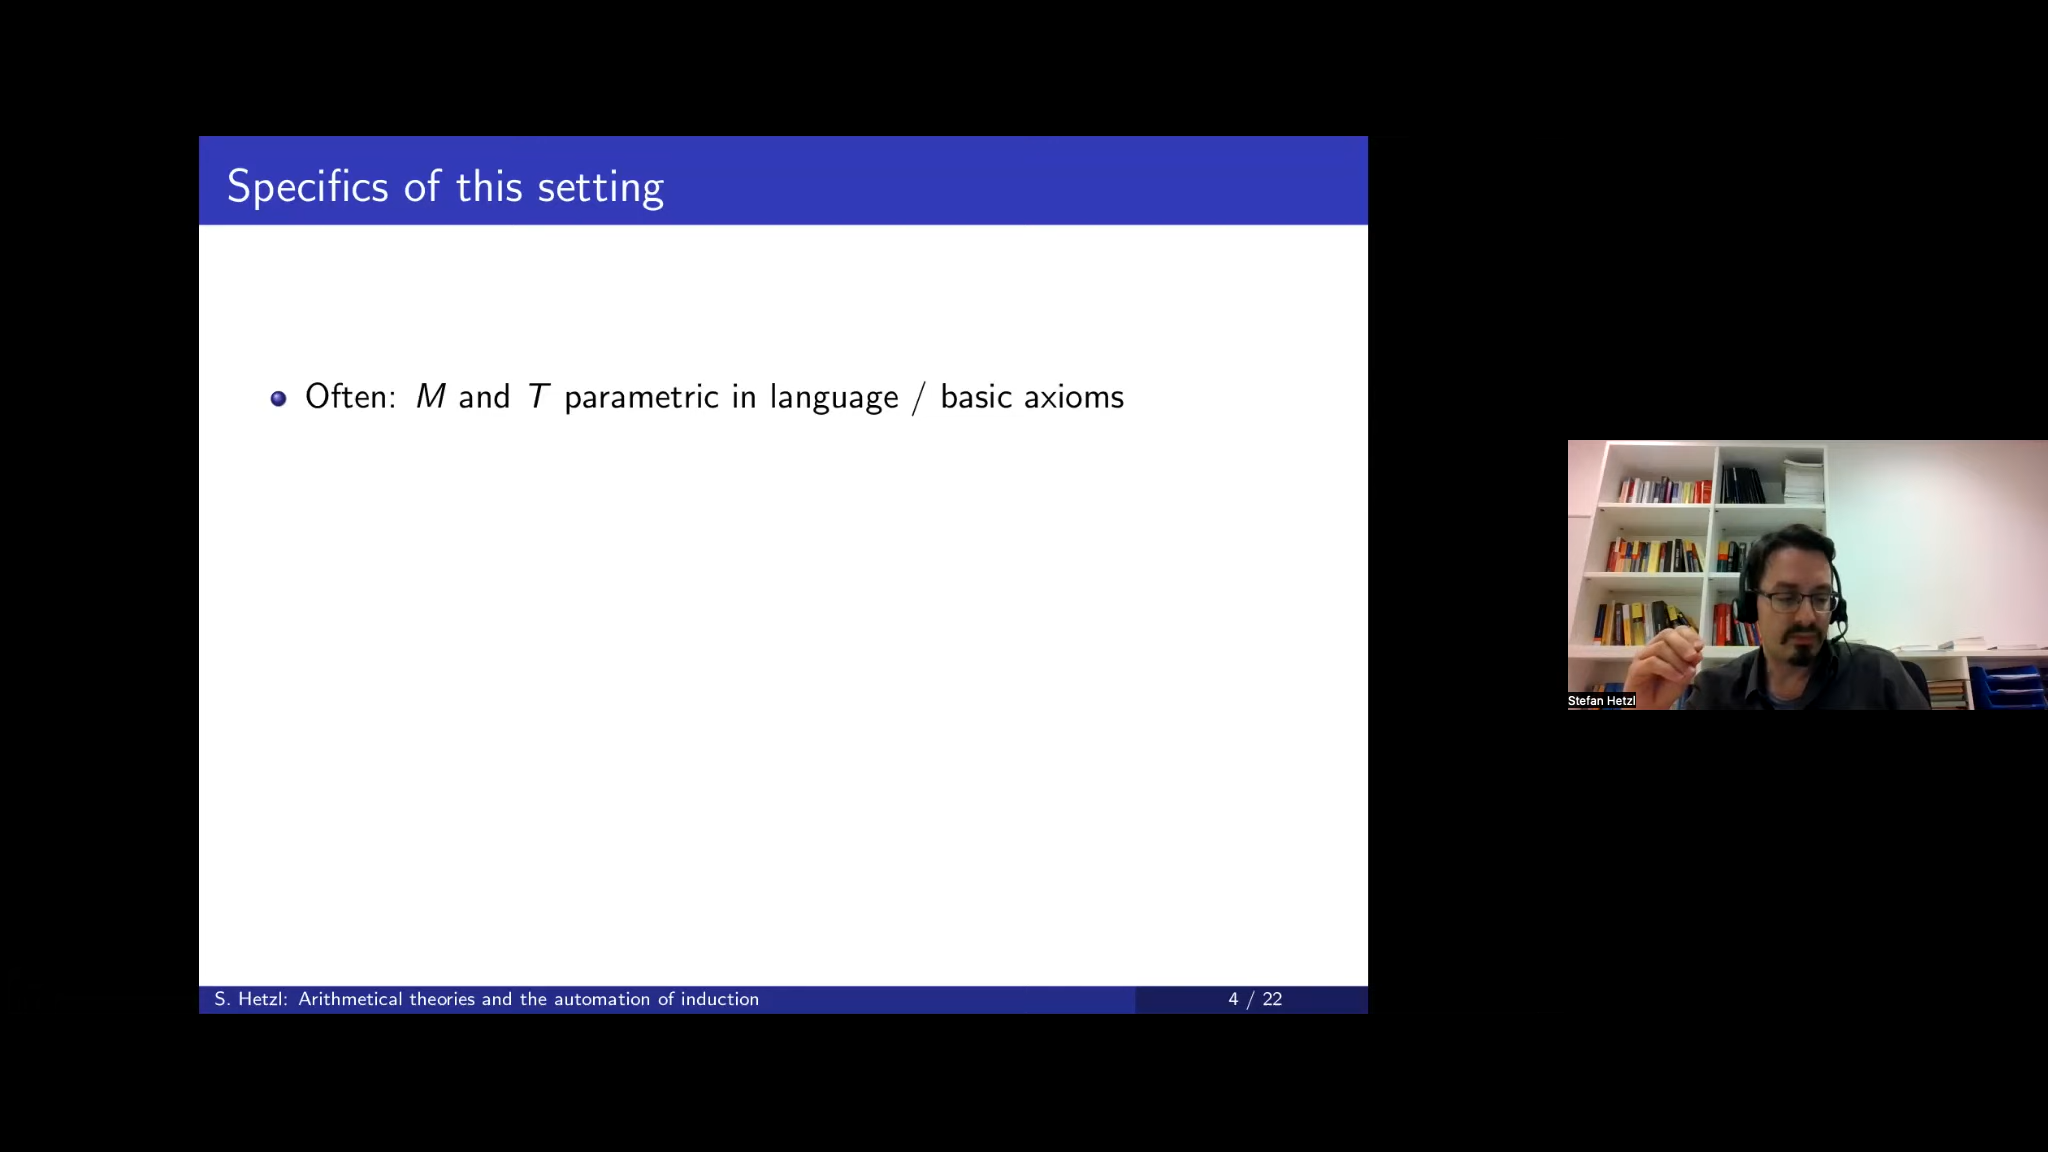 Specifics of this setting
Often: M and T parametric in language / basic axioms
Stefan Hetzl
S. Hetzl: Arithmetical theories and the automation of induction
4 / 22